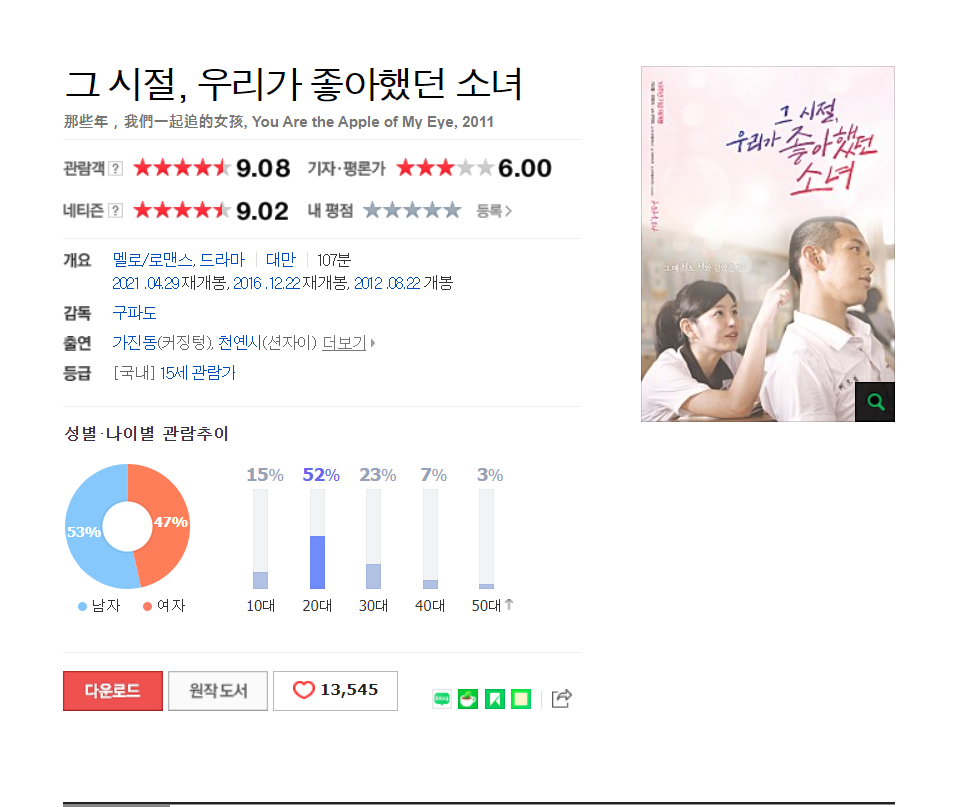 그 시절, 우리가 좋아했던 소녀
那些年，我們一起追的女孩, You Are the Apple of My Eye, 2011
관람객 ? 9.08 기자·평론가 6.00
네티즌 ? 9.02 내 평점 등록
개요 멜로/로맨스, 드라마 대만 107분
2021 .04.29 재개봉, 2016 .12.22 재개봉, 2012 .08.22 개봉
감독 구파도
출연 가진동(커징텅), 천연시(션자이) 더보기
등급 [국내] 15세 관람가
그 시절,
우리가 좋아했던
소녀
성별·나이별 관람추이
15% 52% 23% 7% 3%
53% 47%
남자 여자 10대 20대 30대 40대 50대↑
다운로드 원작 도서 13,545